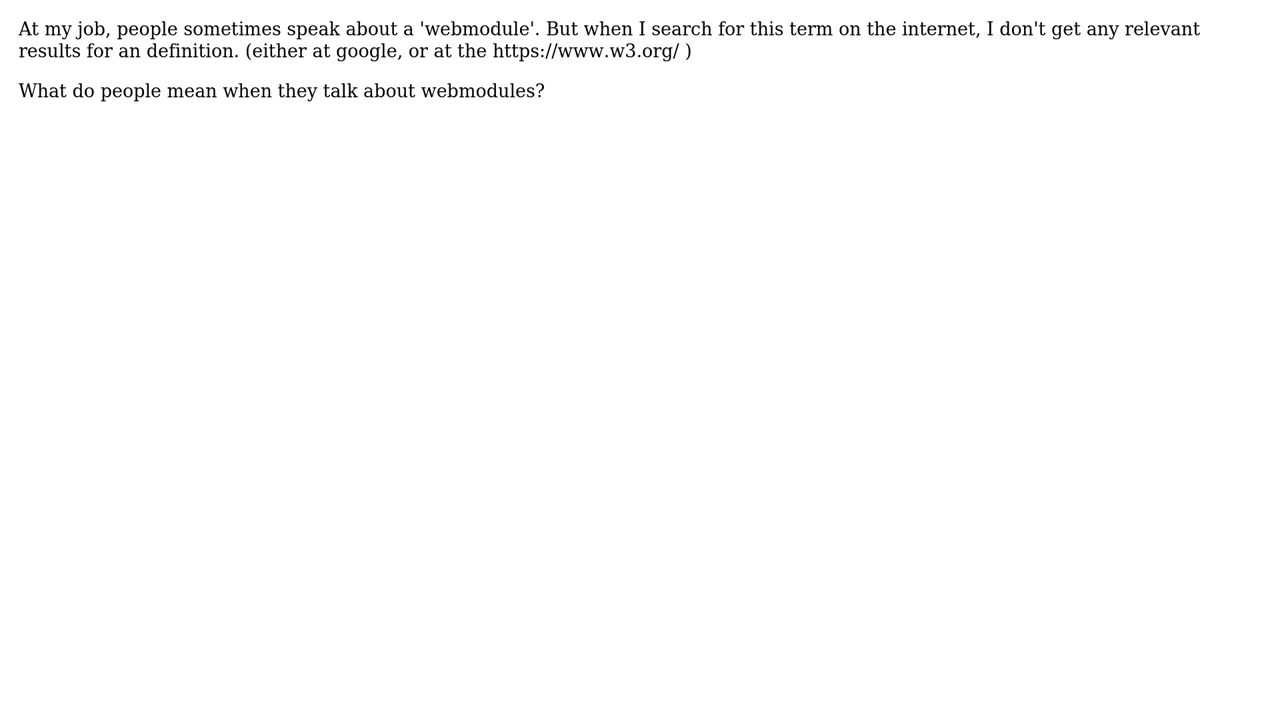 At my job, people sometimes speak about a 'webmodule'. But when I search for this term on the internet, I don't get any relevant
results for an definition. (either at google, or at the https://www.w3.org/ )
What do people mean when they talk about webmodules?